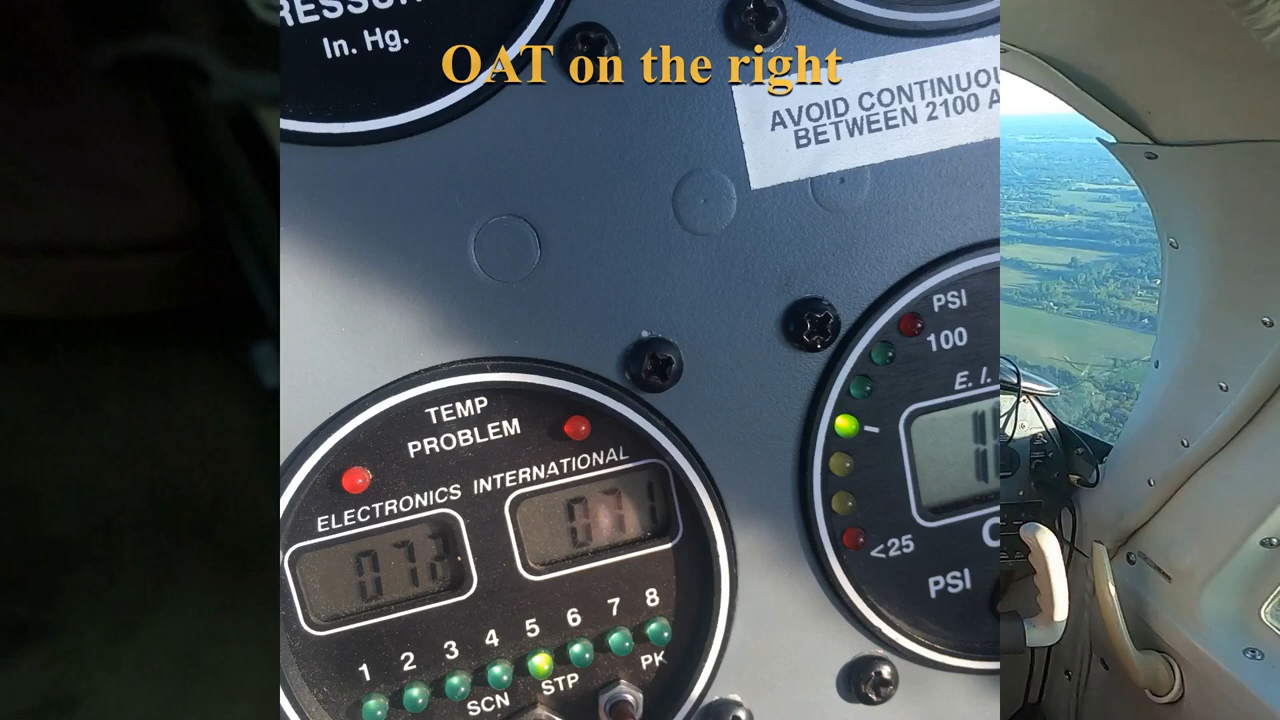 RESSU
In. Hg.
OAT on the right
AVOID CONTINUOU
BETWEEN 2100 A
PSI
100
E. I.
<25
PSI
TEMP
PROBLEM
ELECTRONICS INTERNATIONAL
072
071
1 2 3 4 5 6 7 8
SCN STP PK